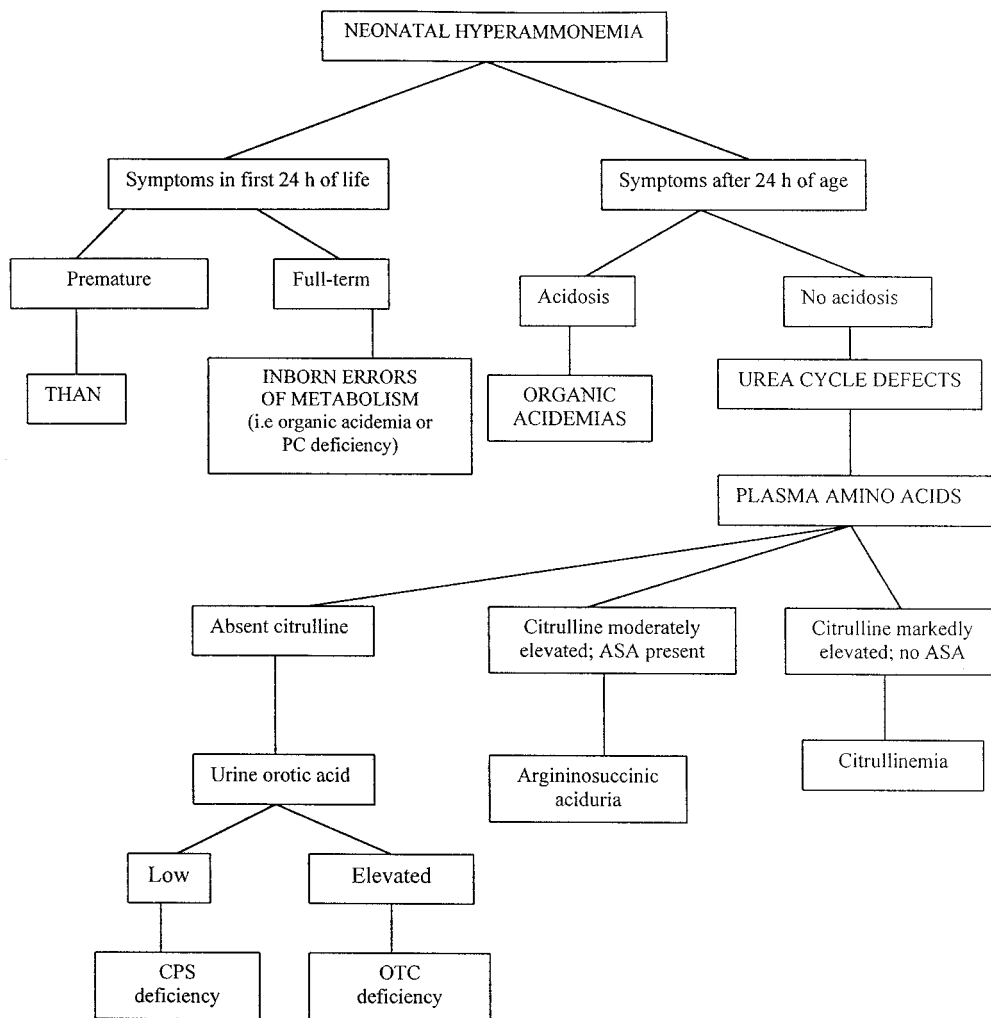 NEONATAL HYPERAMMONEMIA
Symptoms in first 24 h of life
Symptoms after 24 h of age
Premature
Full-term
Acidosis
No acidosis
THAN
INBORN ERRORS
OF METABOLISM
(i.e organic acidemia or
PC deficiency)
ORGANIC
ACIDEMIAS
UREA CYCLE DEFECTS
PLASMA AMINO ACIDS
Absent citrulline
Citrulline moderately
elevated; ASA present
Citrulline markedly
elevated; no ASA
Urine orotic acid
Argininosuccinic
aciduria
Citrullinemia
Low
Elevated
CPS
deficiency
OTC
deficiency